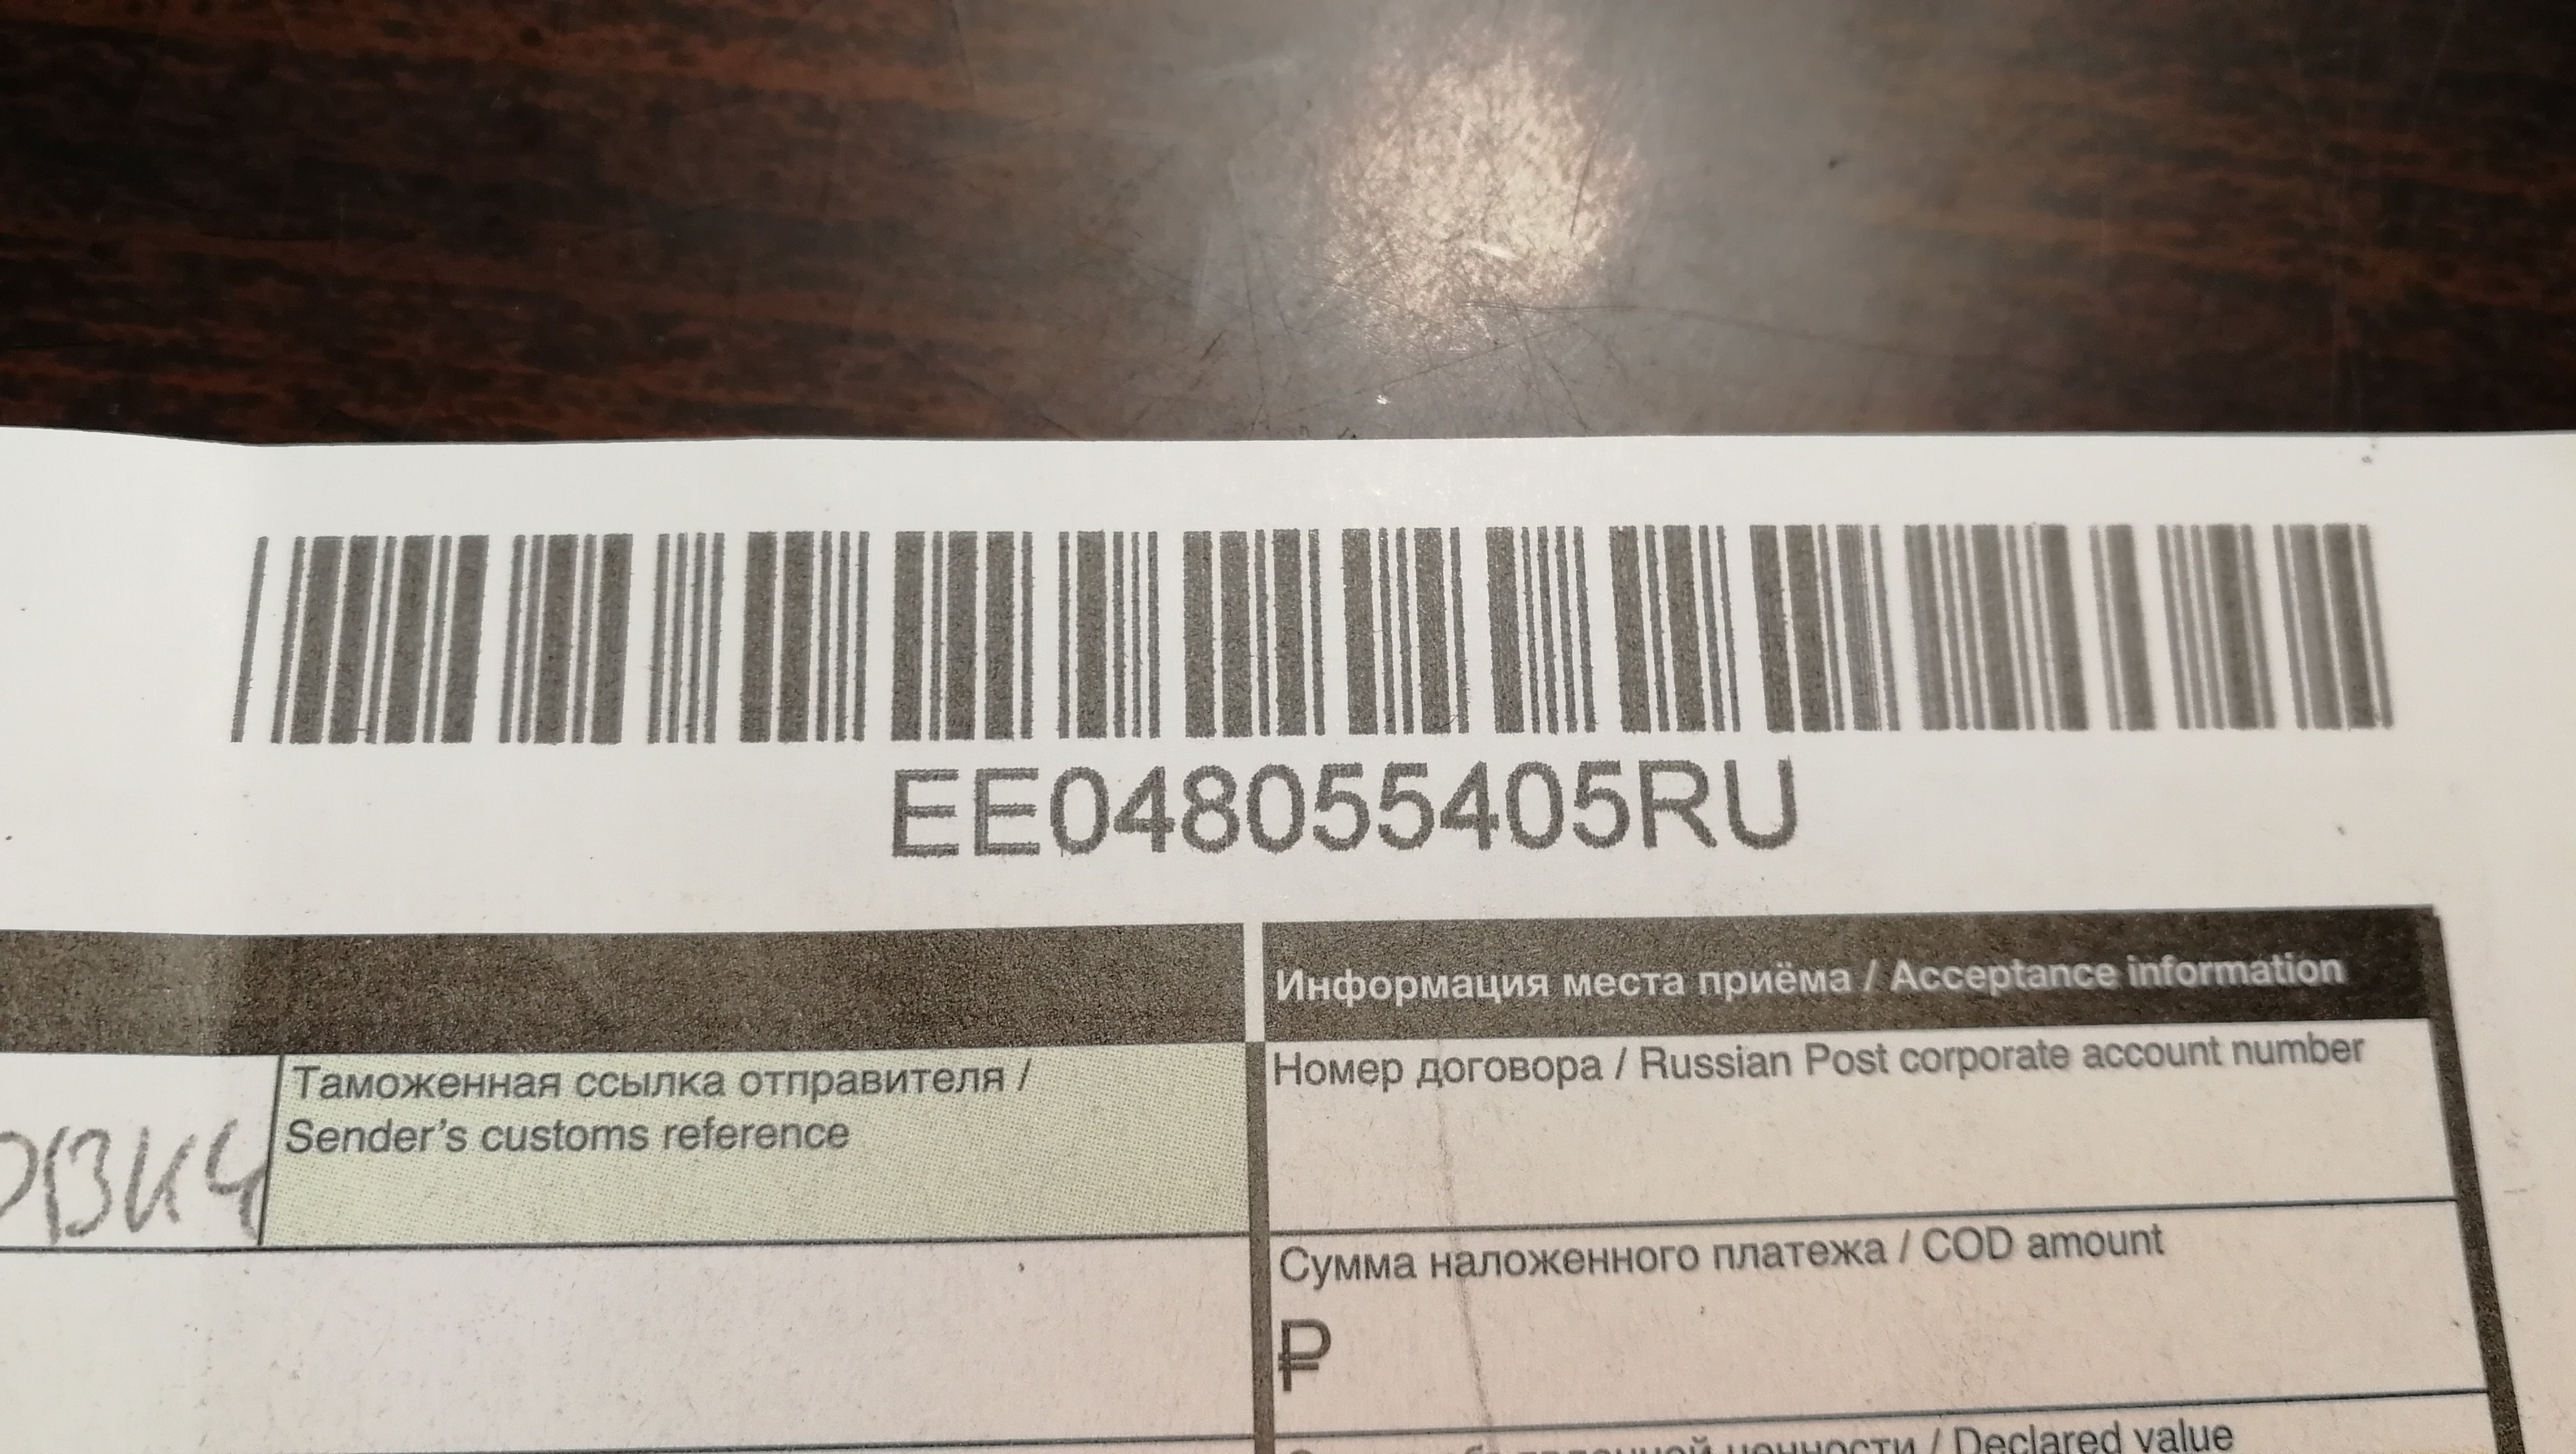 EE048055405RU
Информация места приёма / Acceptance information
Таможенная ссылка отправителя /
Sender's customs reference
Номер договора / Russian Post corporate account number
Сумма наложенного платежа / COD amount
₽
ценности / Declared value